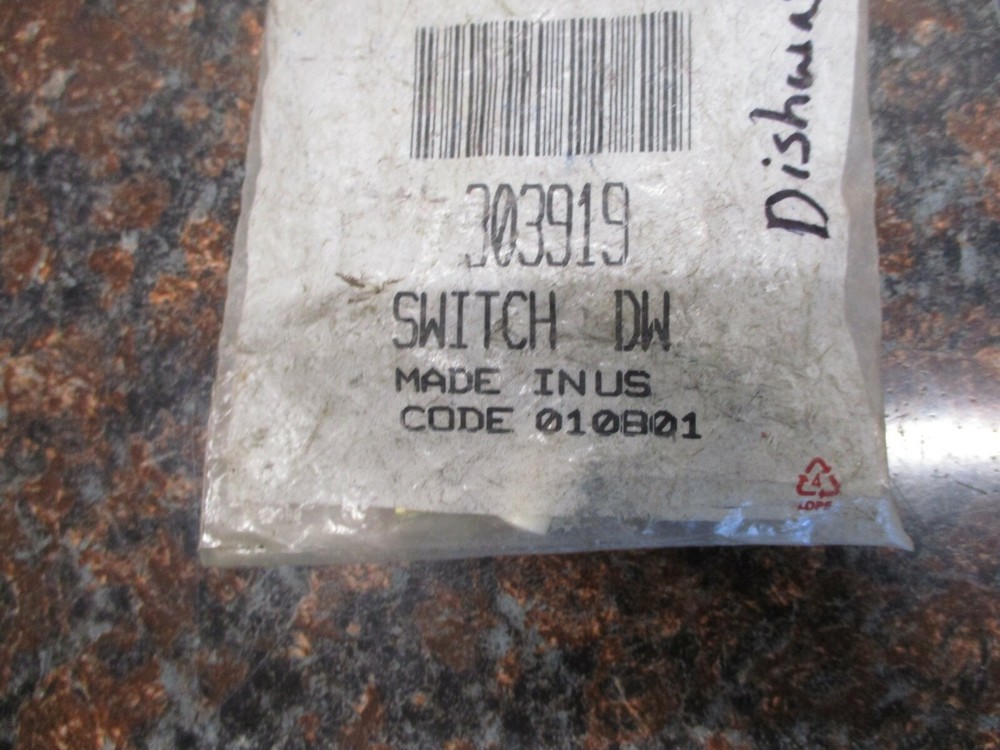 303919
SWITCH DW
MADE IN US
CODE 010801
Dishwa
4
LDPE